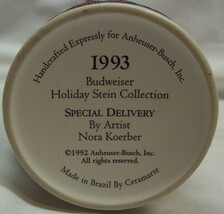 Handcrafted Expressly for Anheuser-Busch, Inc.
1993
Budweiser
Holiday Stein Collection
SPECIAL DELIVERY
By Artist
Nora Koerber
©1992 Anheuser-Busch, Inc.
All rights reserved.
Made in Brazil By Ceramarte